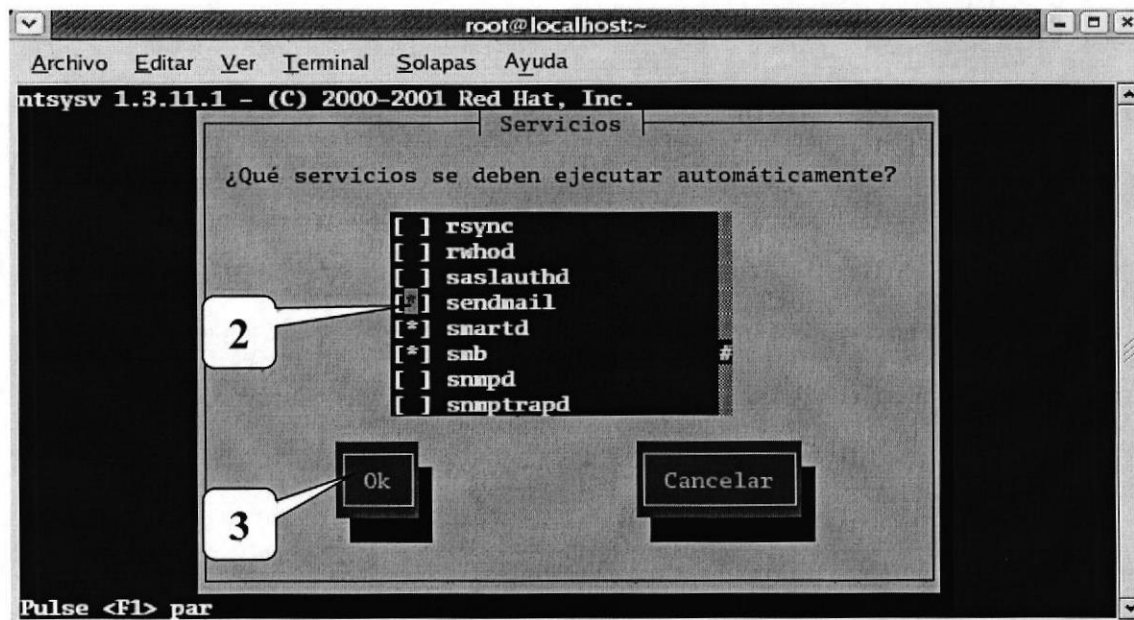 root@localhost:~
Archivo Editar Ver Terminal Solapas Ayuda
ntsysv 1.3.11.1 - (C) 2000-2001 Red Hat, Inc.
Servicios
¿Qué servicios se deben ejecutar automáticamente?
[ ] rsync
[ ] rwhod
[ ] saslauthd
[*] sendmail
2
[*] smartd
[*] smb #
[ ] snmpd
[ ] snmptrapd
Ok Cancelar
3
Pulse <F1> par